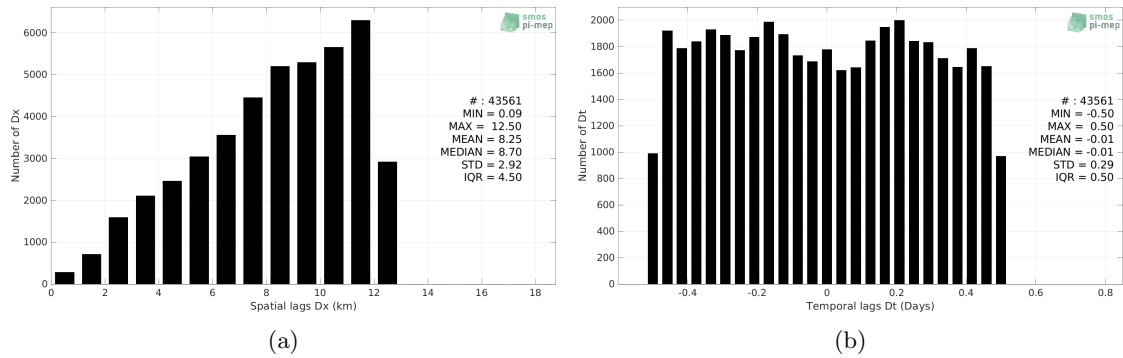 6000
5000
4000
3000
2000
1000
0
Number of Dx
0 2 4 6 8 10 12 14 16 18
Spatial lags Dx (km)
smos
pi-mep
# : 43561
MIN = 0.09
MAX = 12.50
MEAN = 8.25
MEDIAN = 8.70
STD = 2.92
IQR = 4.50
(a)
2000
1800
1600
1400
1200
1000
800
600
400
200
0
Number of Dt
-0.4 -0.2 0 0.2 0.4 0.6 0.8
Temporal lags Dt (Days)
smos
pi-mep
# : 43561
MIN = -0.50
MAX = 0.50
MEAN = -0.01
MEDIAN = -0.01
STD = 0.29
IQR = 0.50
(b)